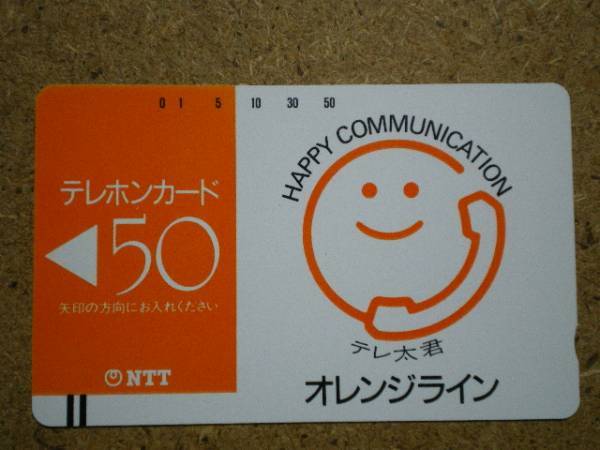 0 1 5 10 30 50
テレホンカード
50
矢印の方向にお入れください
NTT
HAPPY COMMUNICATION
テレ太君
オレンジライン